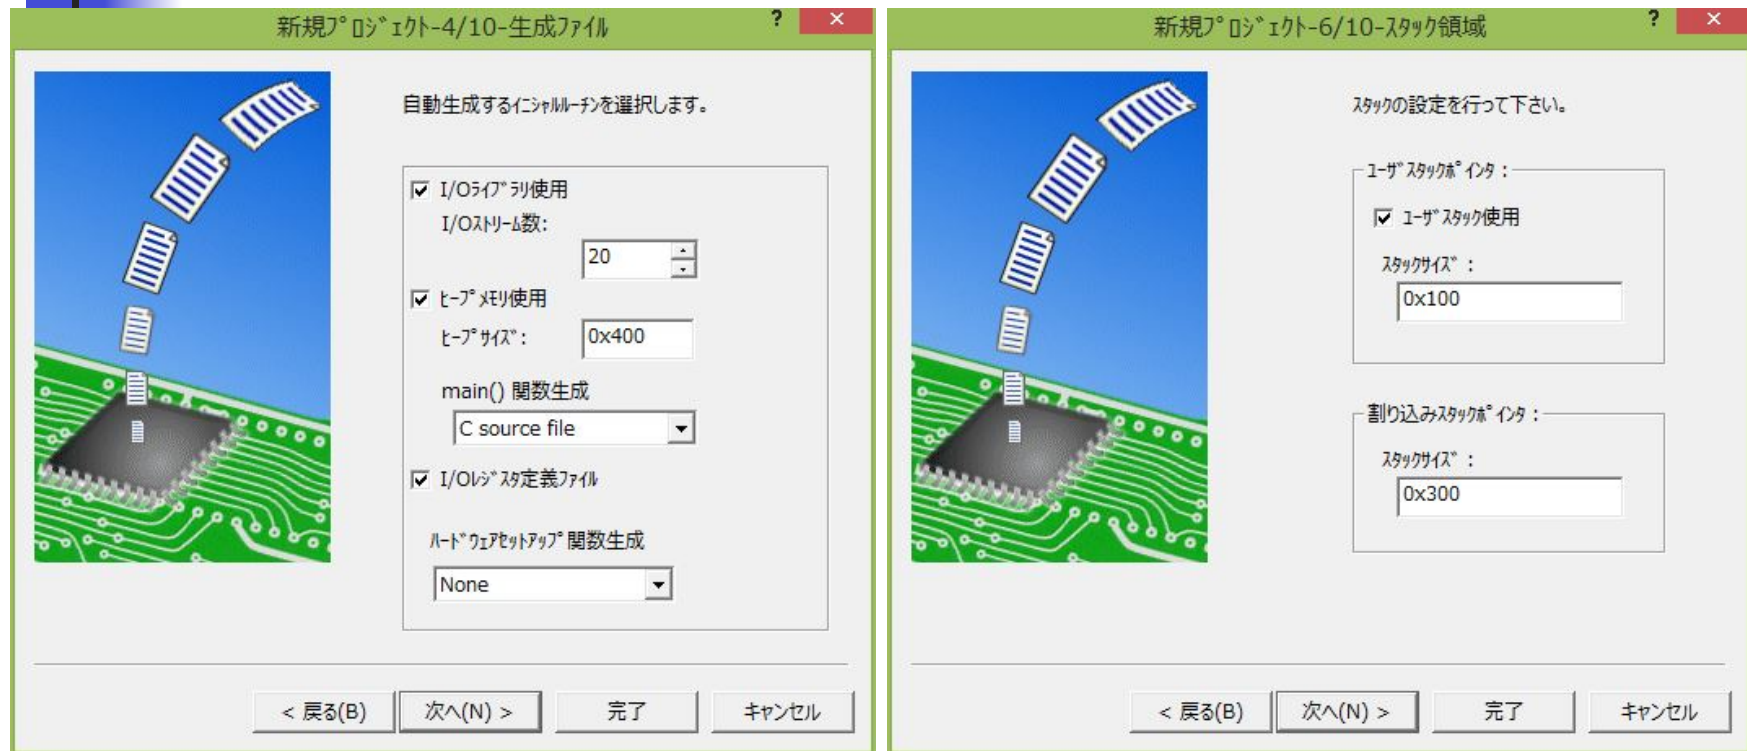 新規ﾌﾟﾛｼﾞｪｸﾄ-4/10-生成ﾌｧｲﾙ
? ×
自動生成するｲﾆｼｬﾙﾙｰﾁﾝを選択します。
I/Oﾗｲﾌﾞﾗﾘ使用
I/Oｽﾄﾘｰﾑ数:
20
ﾋｰﾌﾟﾒﾓﾘ使用
ﾋｰﾌﾟｻｲｽﾞ: 0x400
main() 関数生成
C source file
I/Oﾚｼﾞｽﾀ定義ﾌｧｲﾙ
ﾊｰﾄﾞｳｪｱｾｯﾄｱｯﾌﾟ関数生成
None
< 戻る(B) 次へ(N) > 完了 キャンセル
新規ﾌﾟﾛｼﾞｪｸﾄ-6/10-ｽﾀｯｸ領域
? ×
ｽﾀｯｸの設定を行って下さい。
ﾕｰｻﾞｽﾀｯｸﾎﾟｲﾝﾀ:
ﾕｰｻﾞｽﾀｯｸ使用
ｽﾀｯｸｻｲｽﾞ:
0x100
割り込みｽﾀｯｸﾎﾟｲﾝﾀ:
ｽﾀｯｸｻｲｽﾞ:
0x300
< 戻る(B) 次へ(N) > 完了 キャンセル